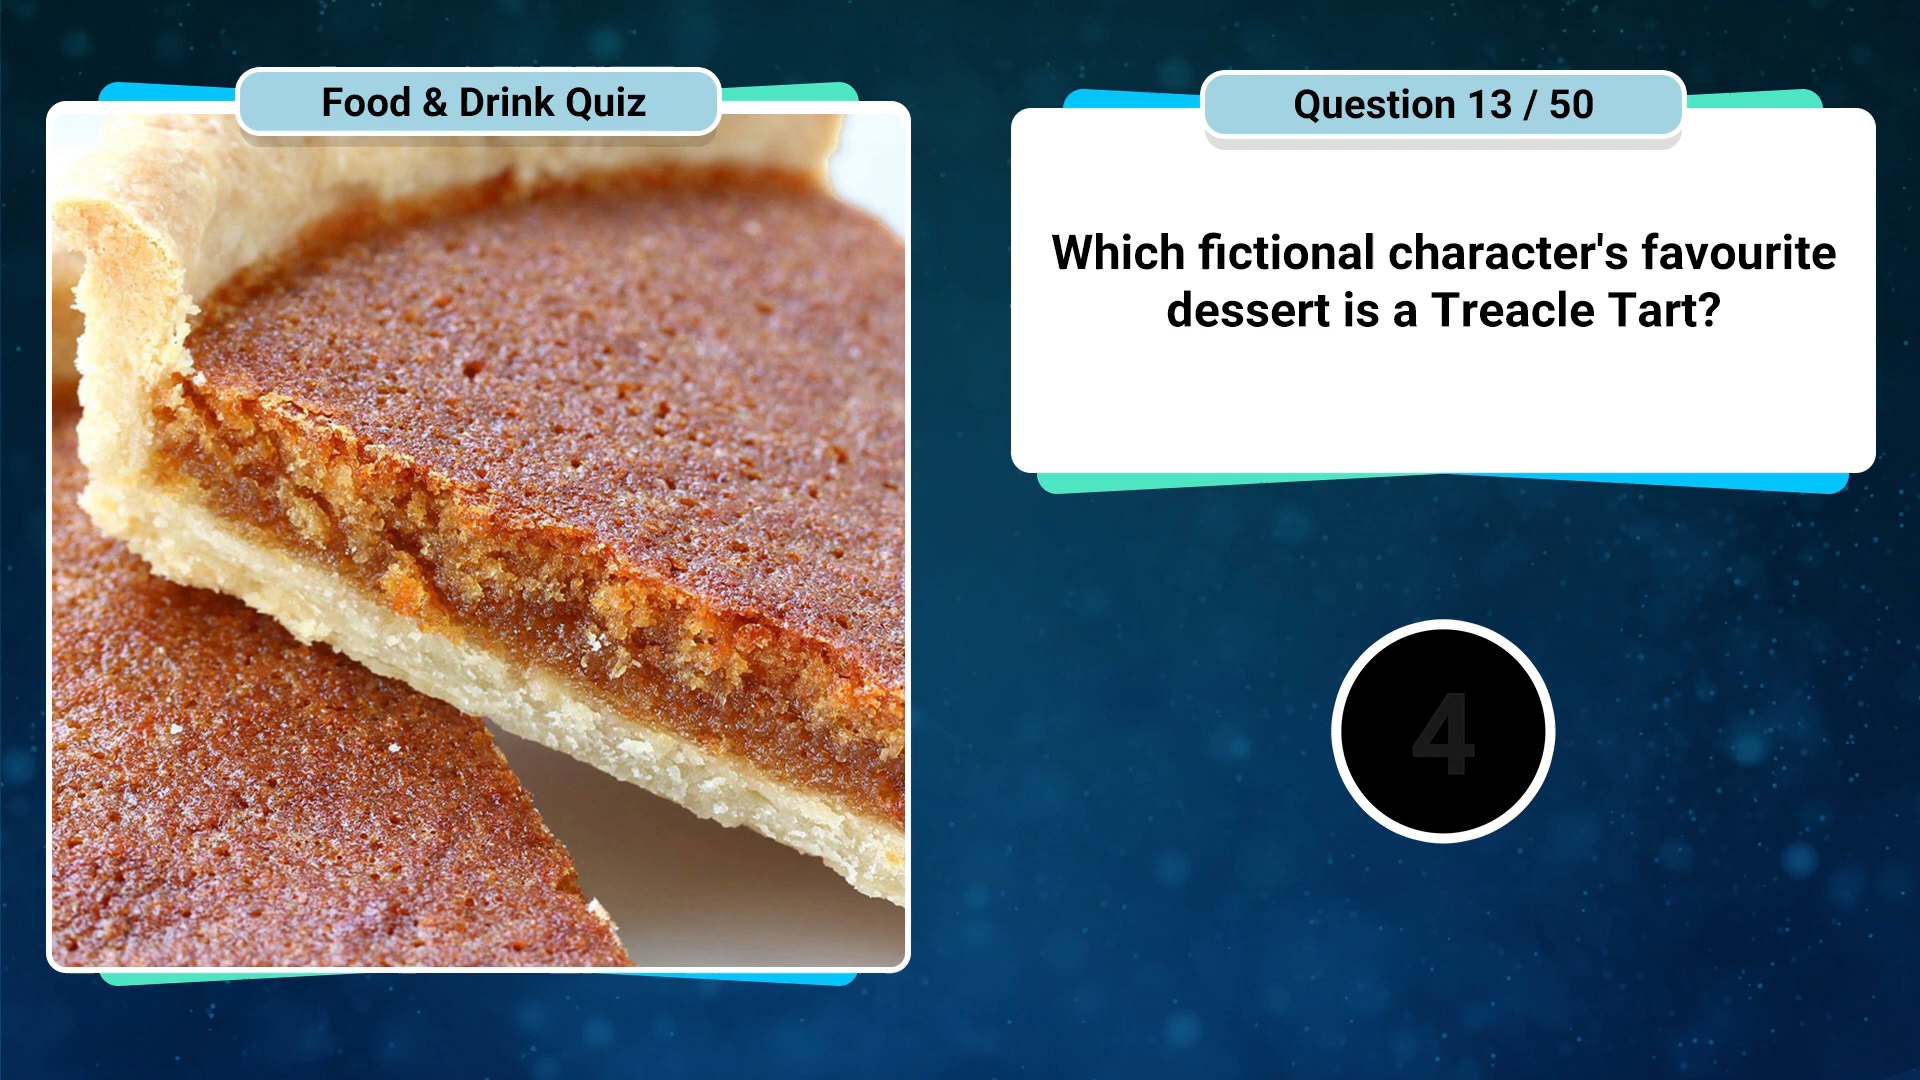 Food & Drink Quiz
Question 13 / 50
Which fictional character's favourite
dessert is a Treacle Tart?
4